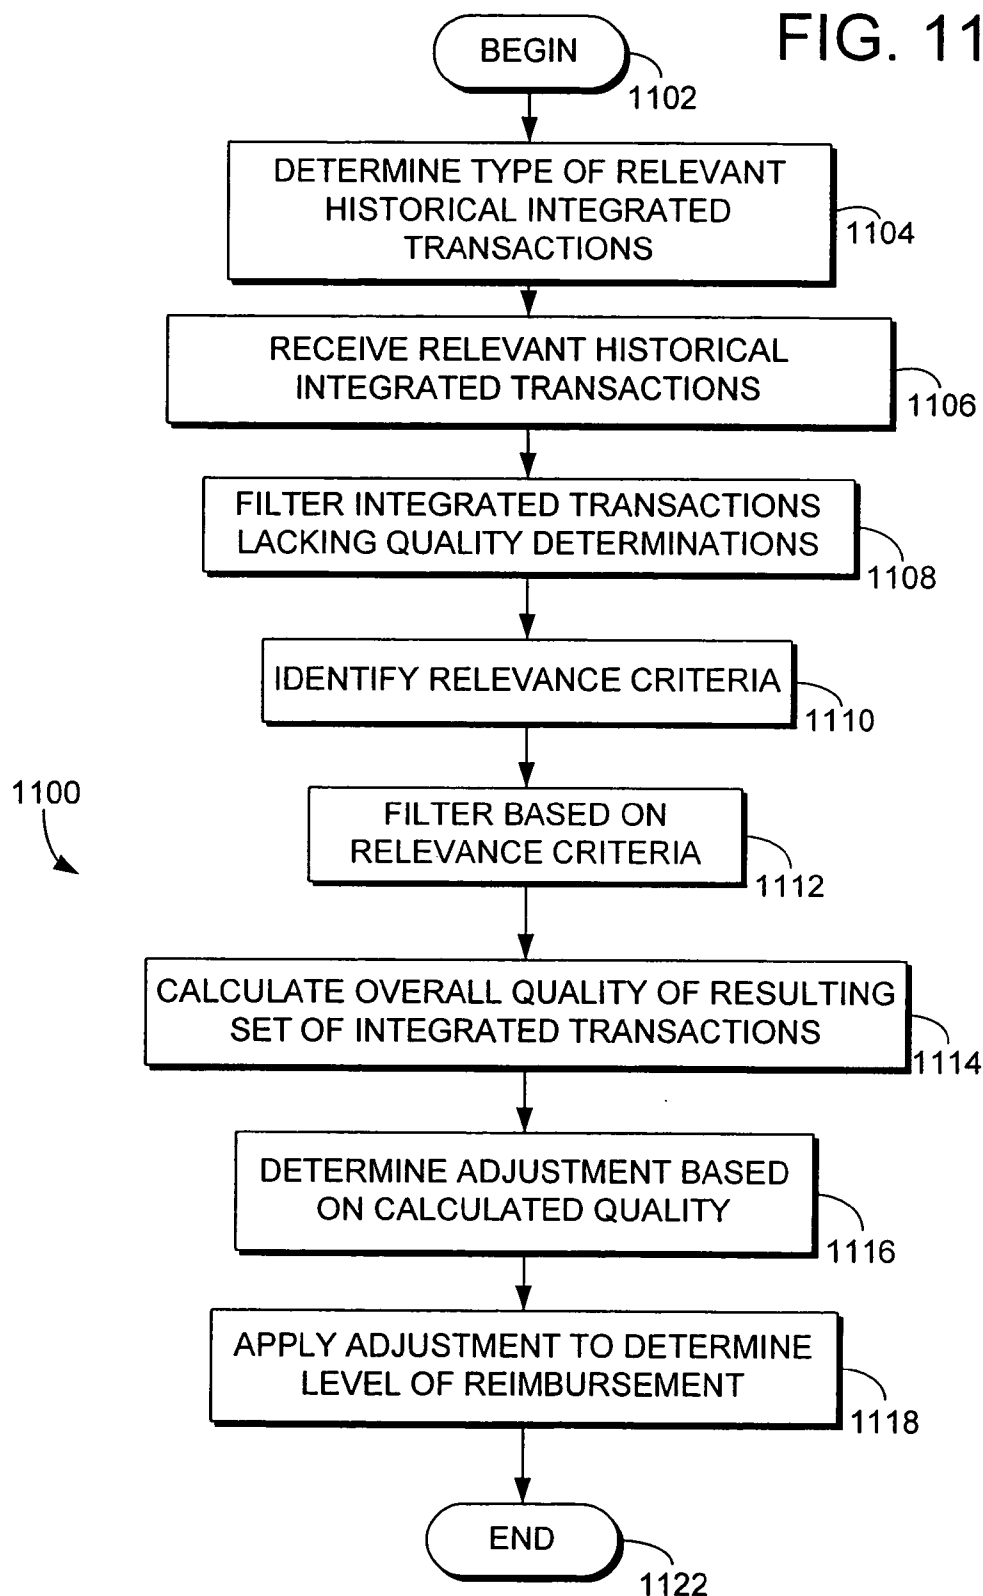 FIG. 11
BEGIN
1102
DETERMINE TYPE OF RELEVANT
HISTORICAL INTEGRATED
TRANSACTIONS
1104
RECEIVE RELEVANT HISTORICAL
INTEGRATED TRANSACTIONS
1106
FILTER INTEGRATED TRANSACTIONS
LACKING QUALITY DETERMINATIONS
1108
IDENTIFY RELEVANCE CRITERIA
1110
1100
FILTER BASED ON
RELEVANCE CRITERIA
1112
CALCULATE OVERALL QUALITY OF RESULTING
SET OF INTEGRATED TRANSACTIONS
1114
DETERMINE ADJUSTMENT BASED
ON CALCULATED QUALITY
1116
APPLY ADJUSTMENT TO DETERMINE
LEVEL OF REIMBURSEMENT
1118
END
1122